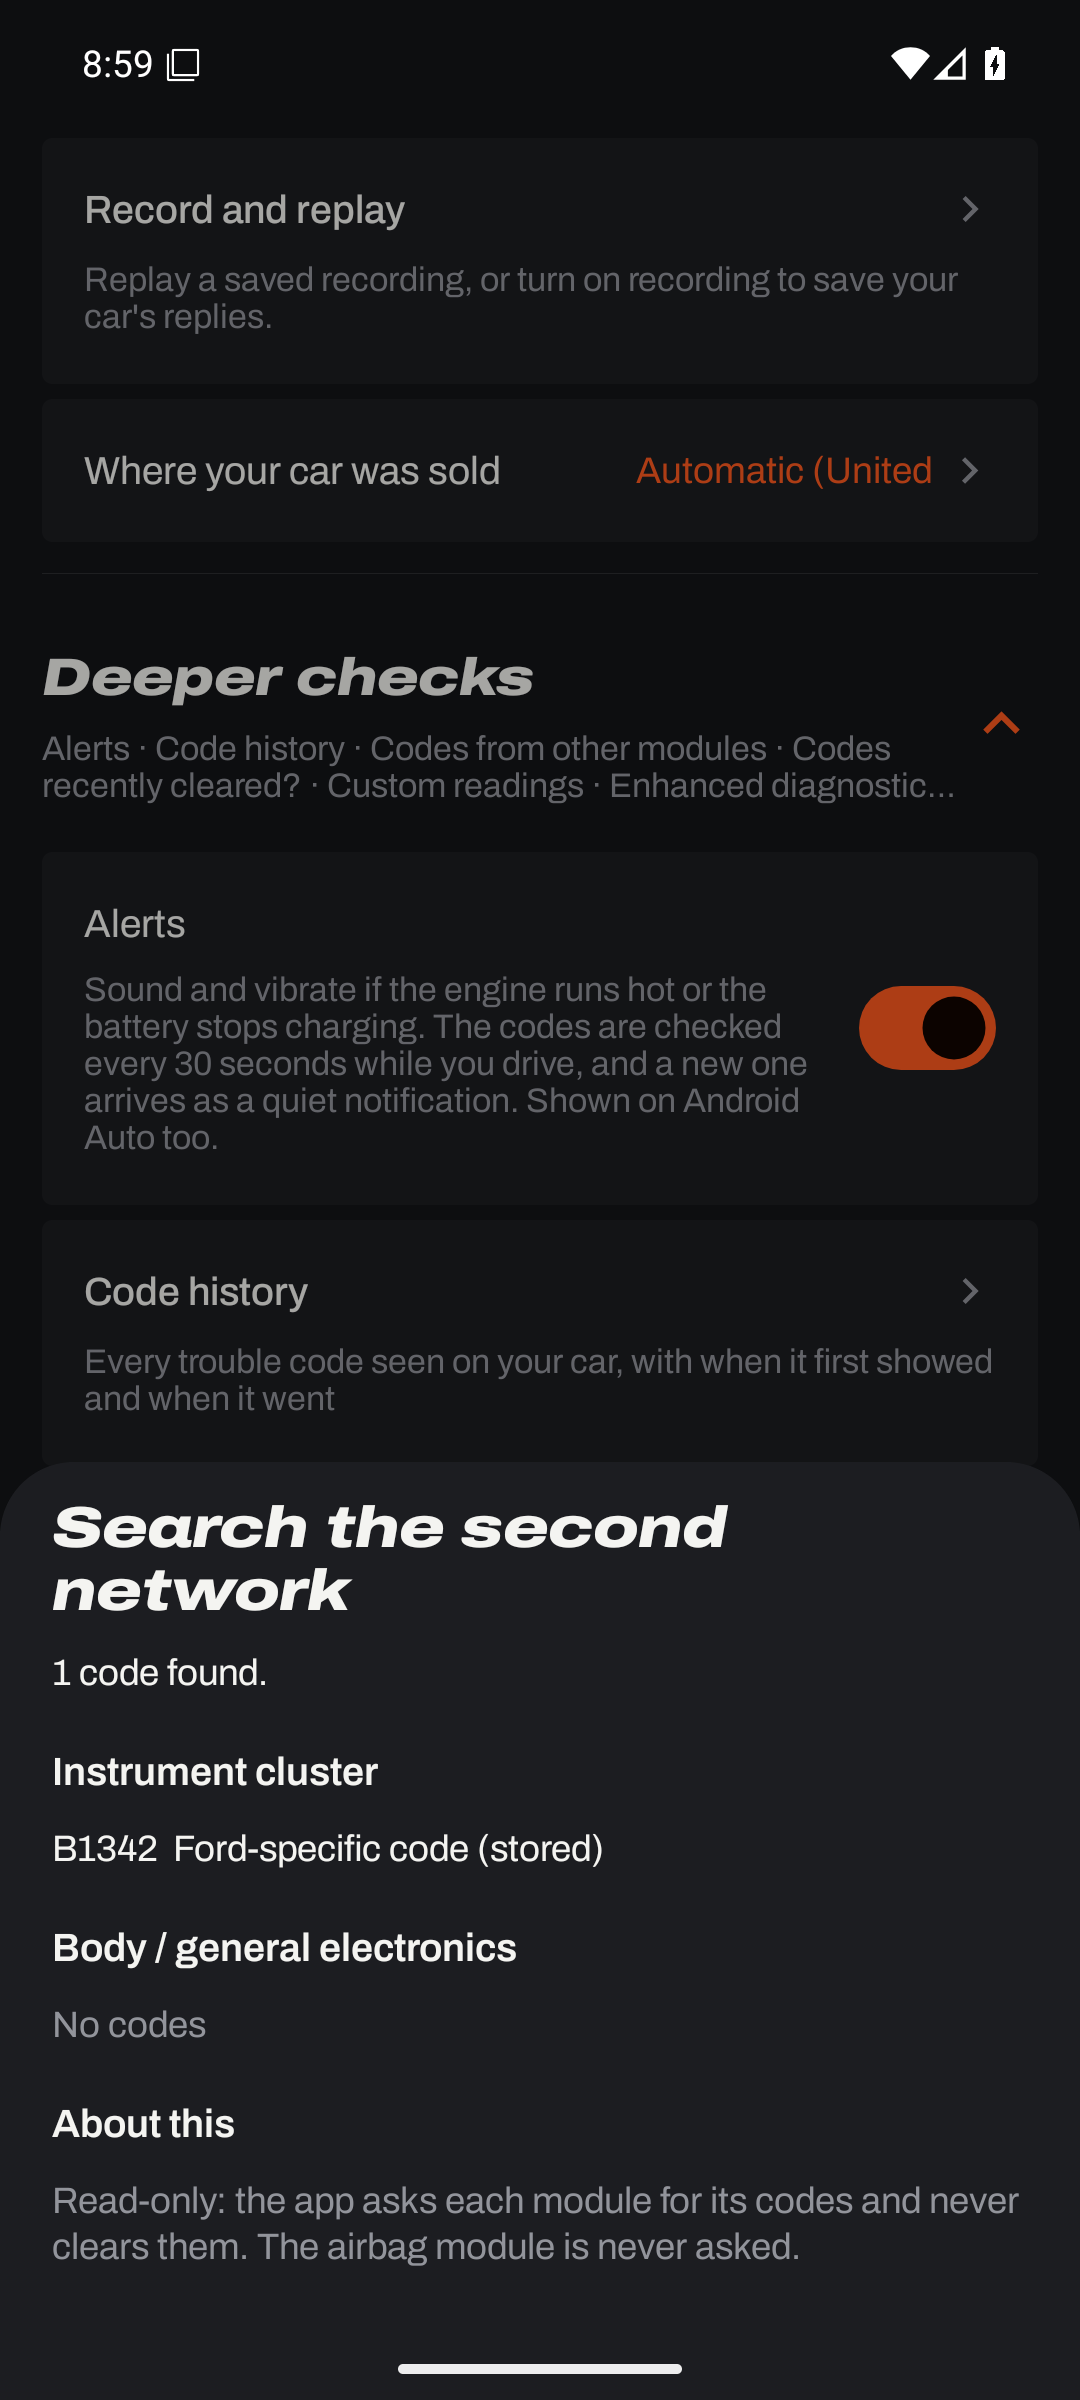 8:59
Record and replay
Replay a saved recording, or turn on recording to save your
car's replies.
Where your car was sold
Automatic (United
Deeper checks
Alerts · Code history · Codes from other modules · Codes
recently cleared? · Custom readings · Enhanced diagnostic...
Alerts
Sound and vibrate if the engine runs hot or the
battery stops charging. The codes are checked
every 30 seconds while you drive, and a new one
arrives as a quiet notification. Shown on Android
Auto too.
Code history
Every trouble code seen on your car, with when it first showed
and when it went
Search the second
network
1 code found.
Instrument cluster
B1342 Ford-specific code (stored)
Body / general electronics
No codes
About this
Read-only: the app asks each module for its codes and never
clears them. The airbag module is never asked.